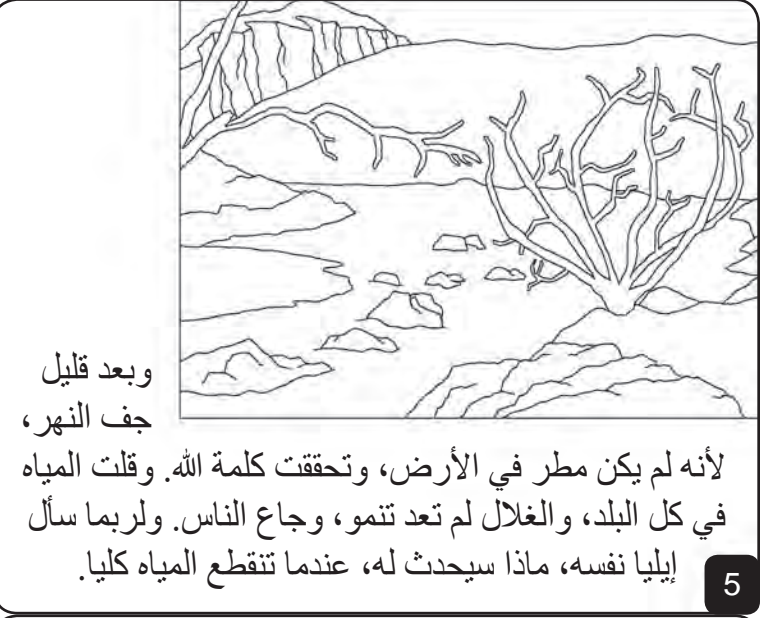 وبعد قليل
جف النهر،
لأنه لم يكن مطر في الأرض، وتحققت كلمة الله. وقلت المياه
في كل البلد، والغلال لم تعد تنمو، وجاع الناس. ولربما سأل
إيليا نفسه، ماذا سيحدث له، عندما تنقطع المياه كليا.
5